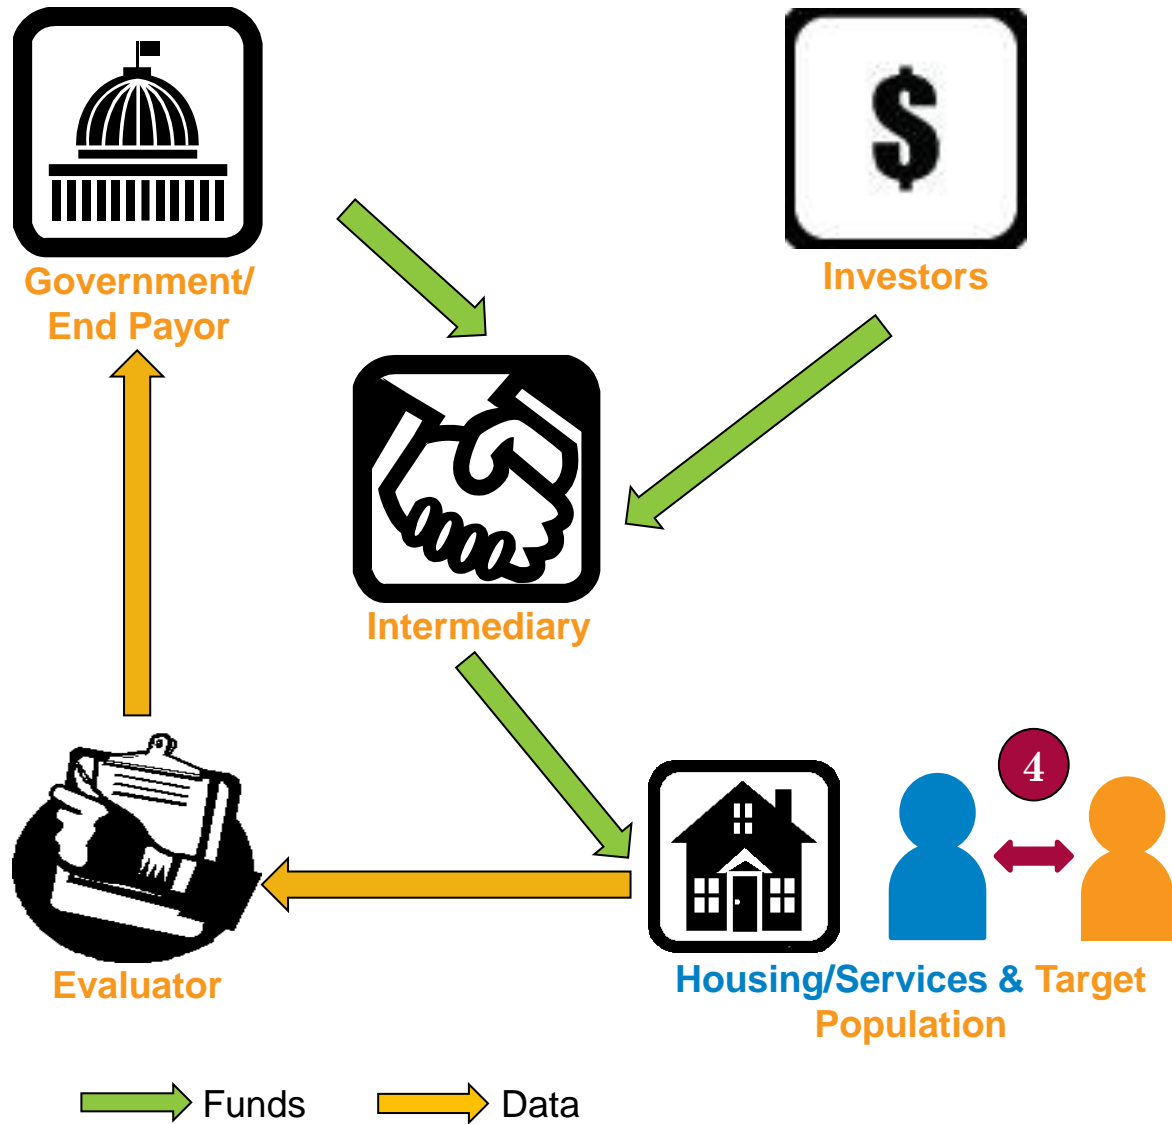 $
Government/
End Payor
Investors
Intermediary
4
Evaluator
Housing/Services & Target
Population
Funds
Data